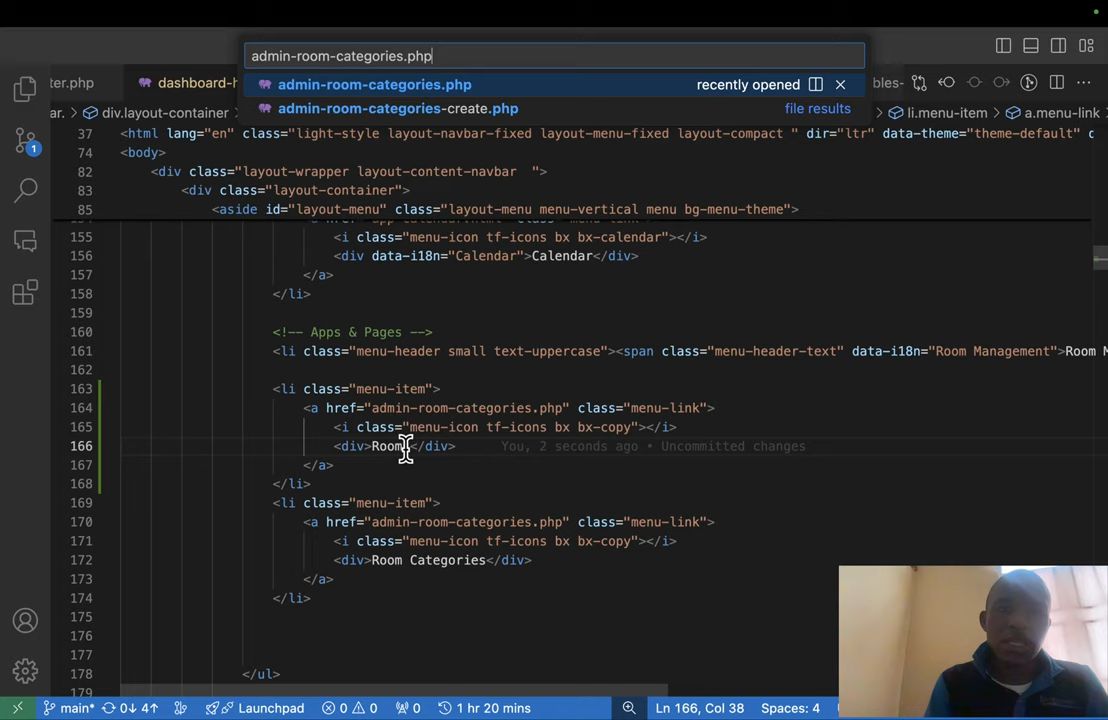 admin-room-categories.php
admin-room-categories.php recently opened
admin-room-categories-create.php file results
ter.php dashboard-h bles-
ar. div.layout-container li.menu-item a.menu-link
37 <html lang="en" class="light-style layout-navbar-fixed layout-menu-fixed layout-compact " dir="ltr" data-theme="theme-default" c
74 <body>
82 <div class="layout-wrapper layout-content-navbar  ">
83 <div class="layout-container">
85 <aside id="layout-menu" class="layout-menu menu-vertical menu bg-menu-theme">
155 <i class="menu-icon tf-icons bx bx-calendar"></i>
156 <div data-i18n="Calendar">Calendar</div>
157 </a>
158 </li>
159
160 <!-- Apps & Pages -->
161 <li class="menu-header small text-uppercase"><span class="menu-header-text" data-i18n="Room Management">Room M
162
163 <li class="menu-item">
164 <a href="admin-room-categories.php" class="menu-link">
165 <i class="menu-icon tf-icons bx bx-copy"></i>
166 <div>Room</div> You, 2 seconds ago • Uncommitted changes
167 </a>
168 </li>
169 <li class="menu-item">
170 <a href="admin-room-categories.php" class="menu-link">
171 <i class="menu-icon tf-icons bx bx-copy"></i>
172 <div>Room Categories</div>
173 </a>
174 </li>
175
176
177
178 </ul>
179
1
main* 0↓ 4↑ Launchpad 0 0 0 1 hr 20 mins Ln 166, Col 38 Spaces: 4